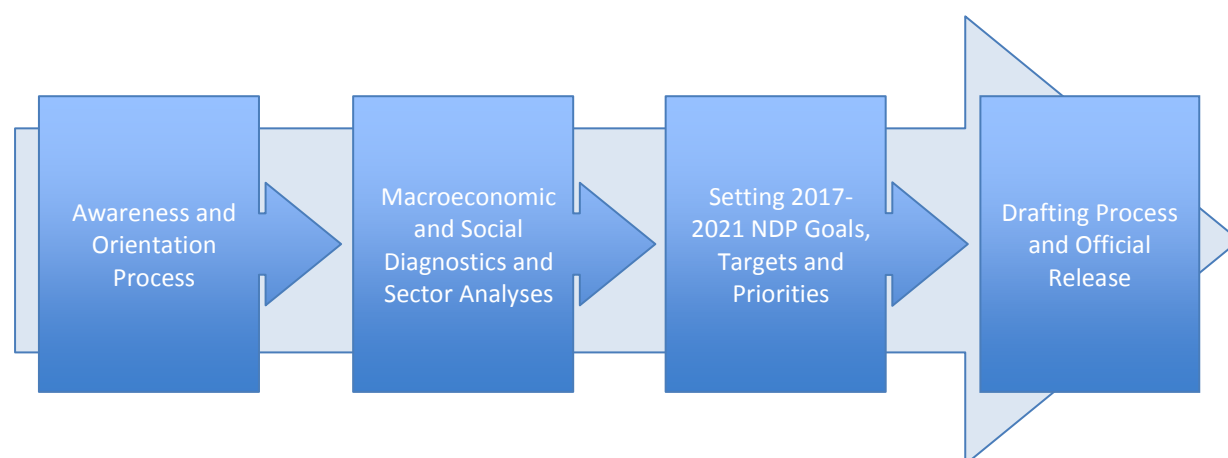 Awareness and
Orientation
Process
Macroeconomic
and Social
Diagnostics and
Sector Analyses
Setting 2017-
2021 NDP Goals,
Targets and
Priorities
Drafting Process
and Official
Release